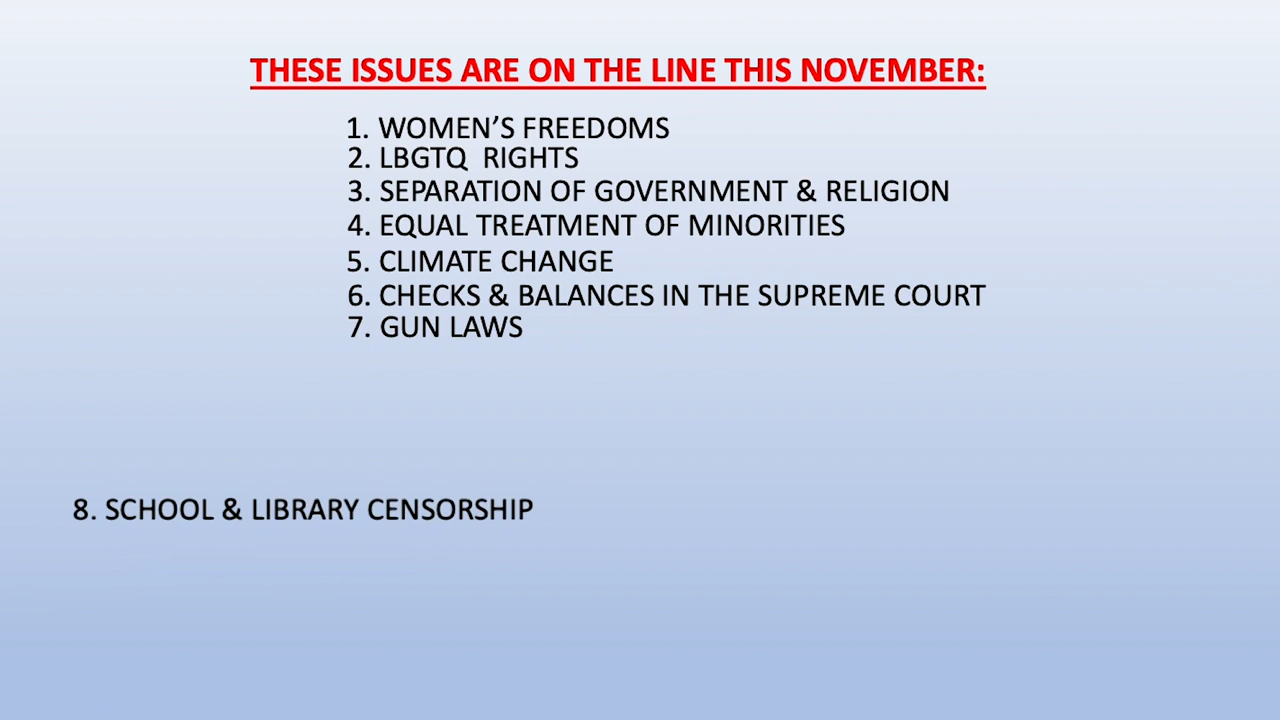 THESE ISSUES ARE ON THE LINE THIS NOVEMBER:
1. WOMEN’S FREEDOMS
2. LBGTQ  RIGHTS
3. SEPARATION OF GOVERNMENT & RELIGION
4. EQUAL TREATMENT OF MINORITIES
5. CLIMATE CHANGE
6. CHECKS & BALANCES IN THE SUPREME COURT
7. GUN LAWS
8. SCHOOL & LIBRARY CENSORSHIP